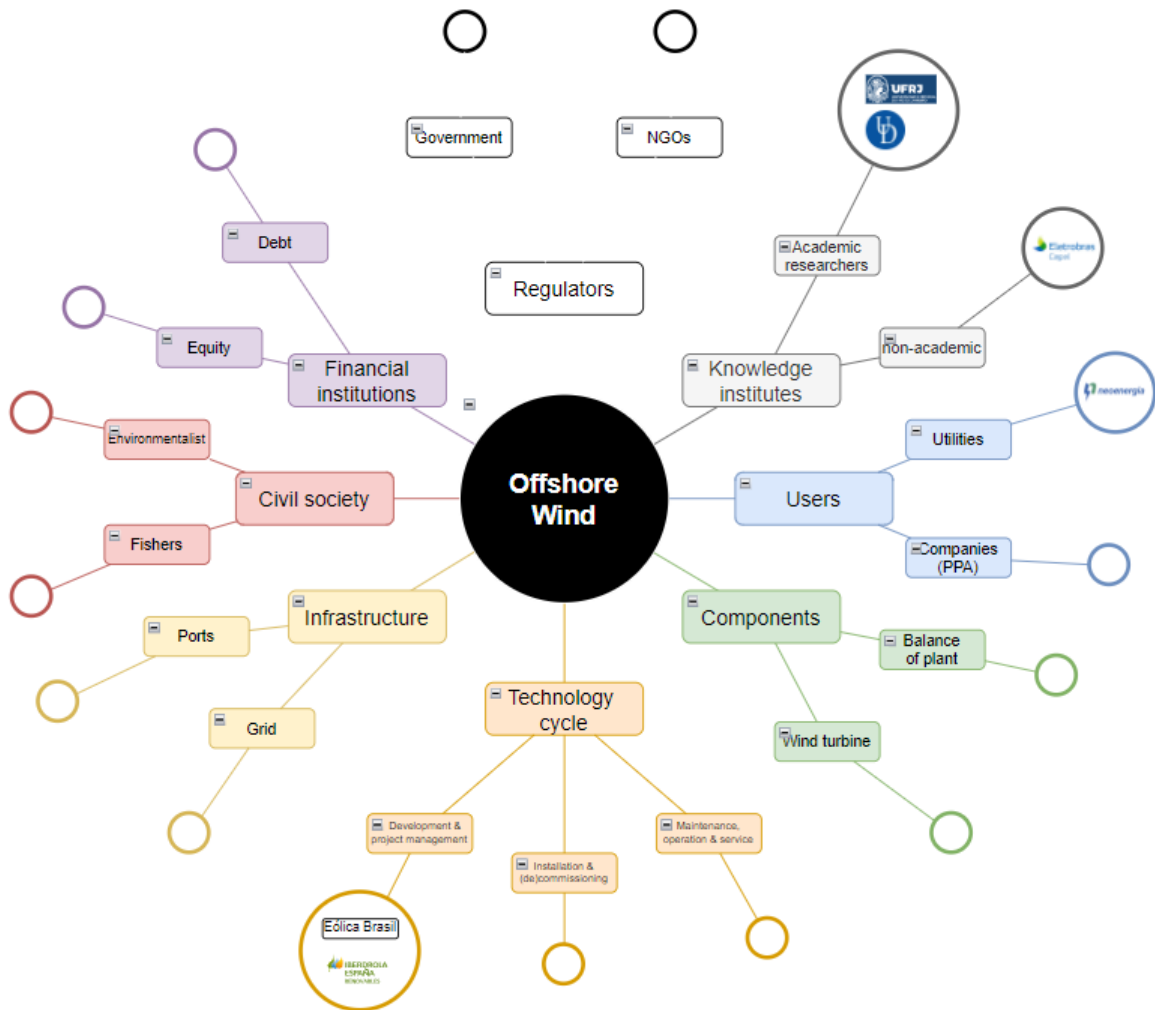 Government
NGOs
UFRJ
UD
Debt
Academic
researchers
Eletrobras
Cepel
Regulators
Equity
non-academic
Financial
institutions
Knowledge
institutes
neoenergia
Environmentalist
Utilities
Offshore
Wind
Civil society
Users
Fishers
Companies
(PPA)
Infrastructure
Components
Ports
Balance
of plant
Technology
cycle
Grid
Wind turbine
Development &
project management
Maintenance,
operation & service
Installation &
(de)commissioning
Eólica Brasil
IBERDROLA
ESPAÑA
RENOVABLES